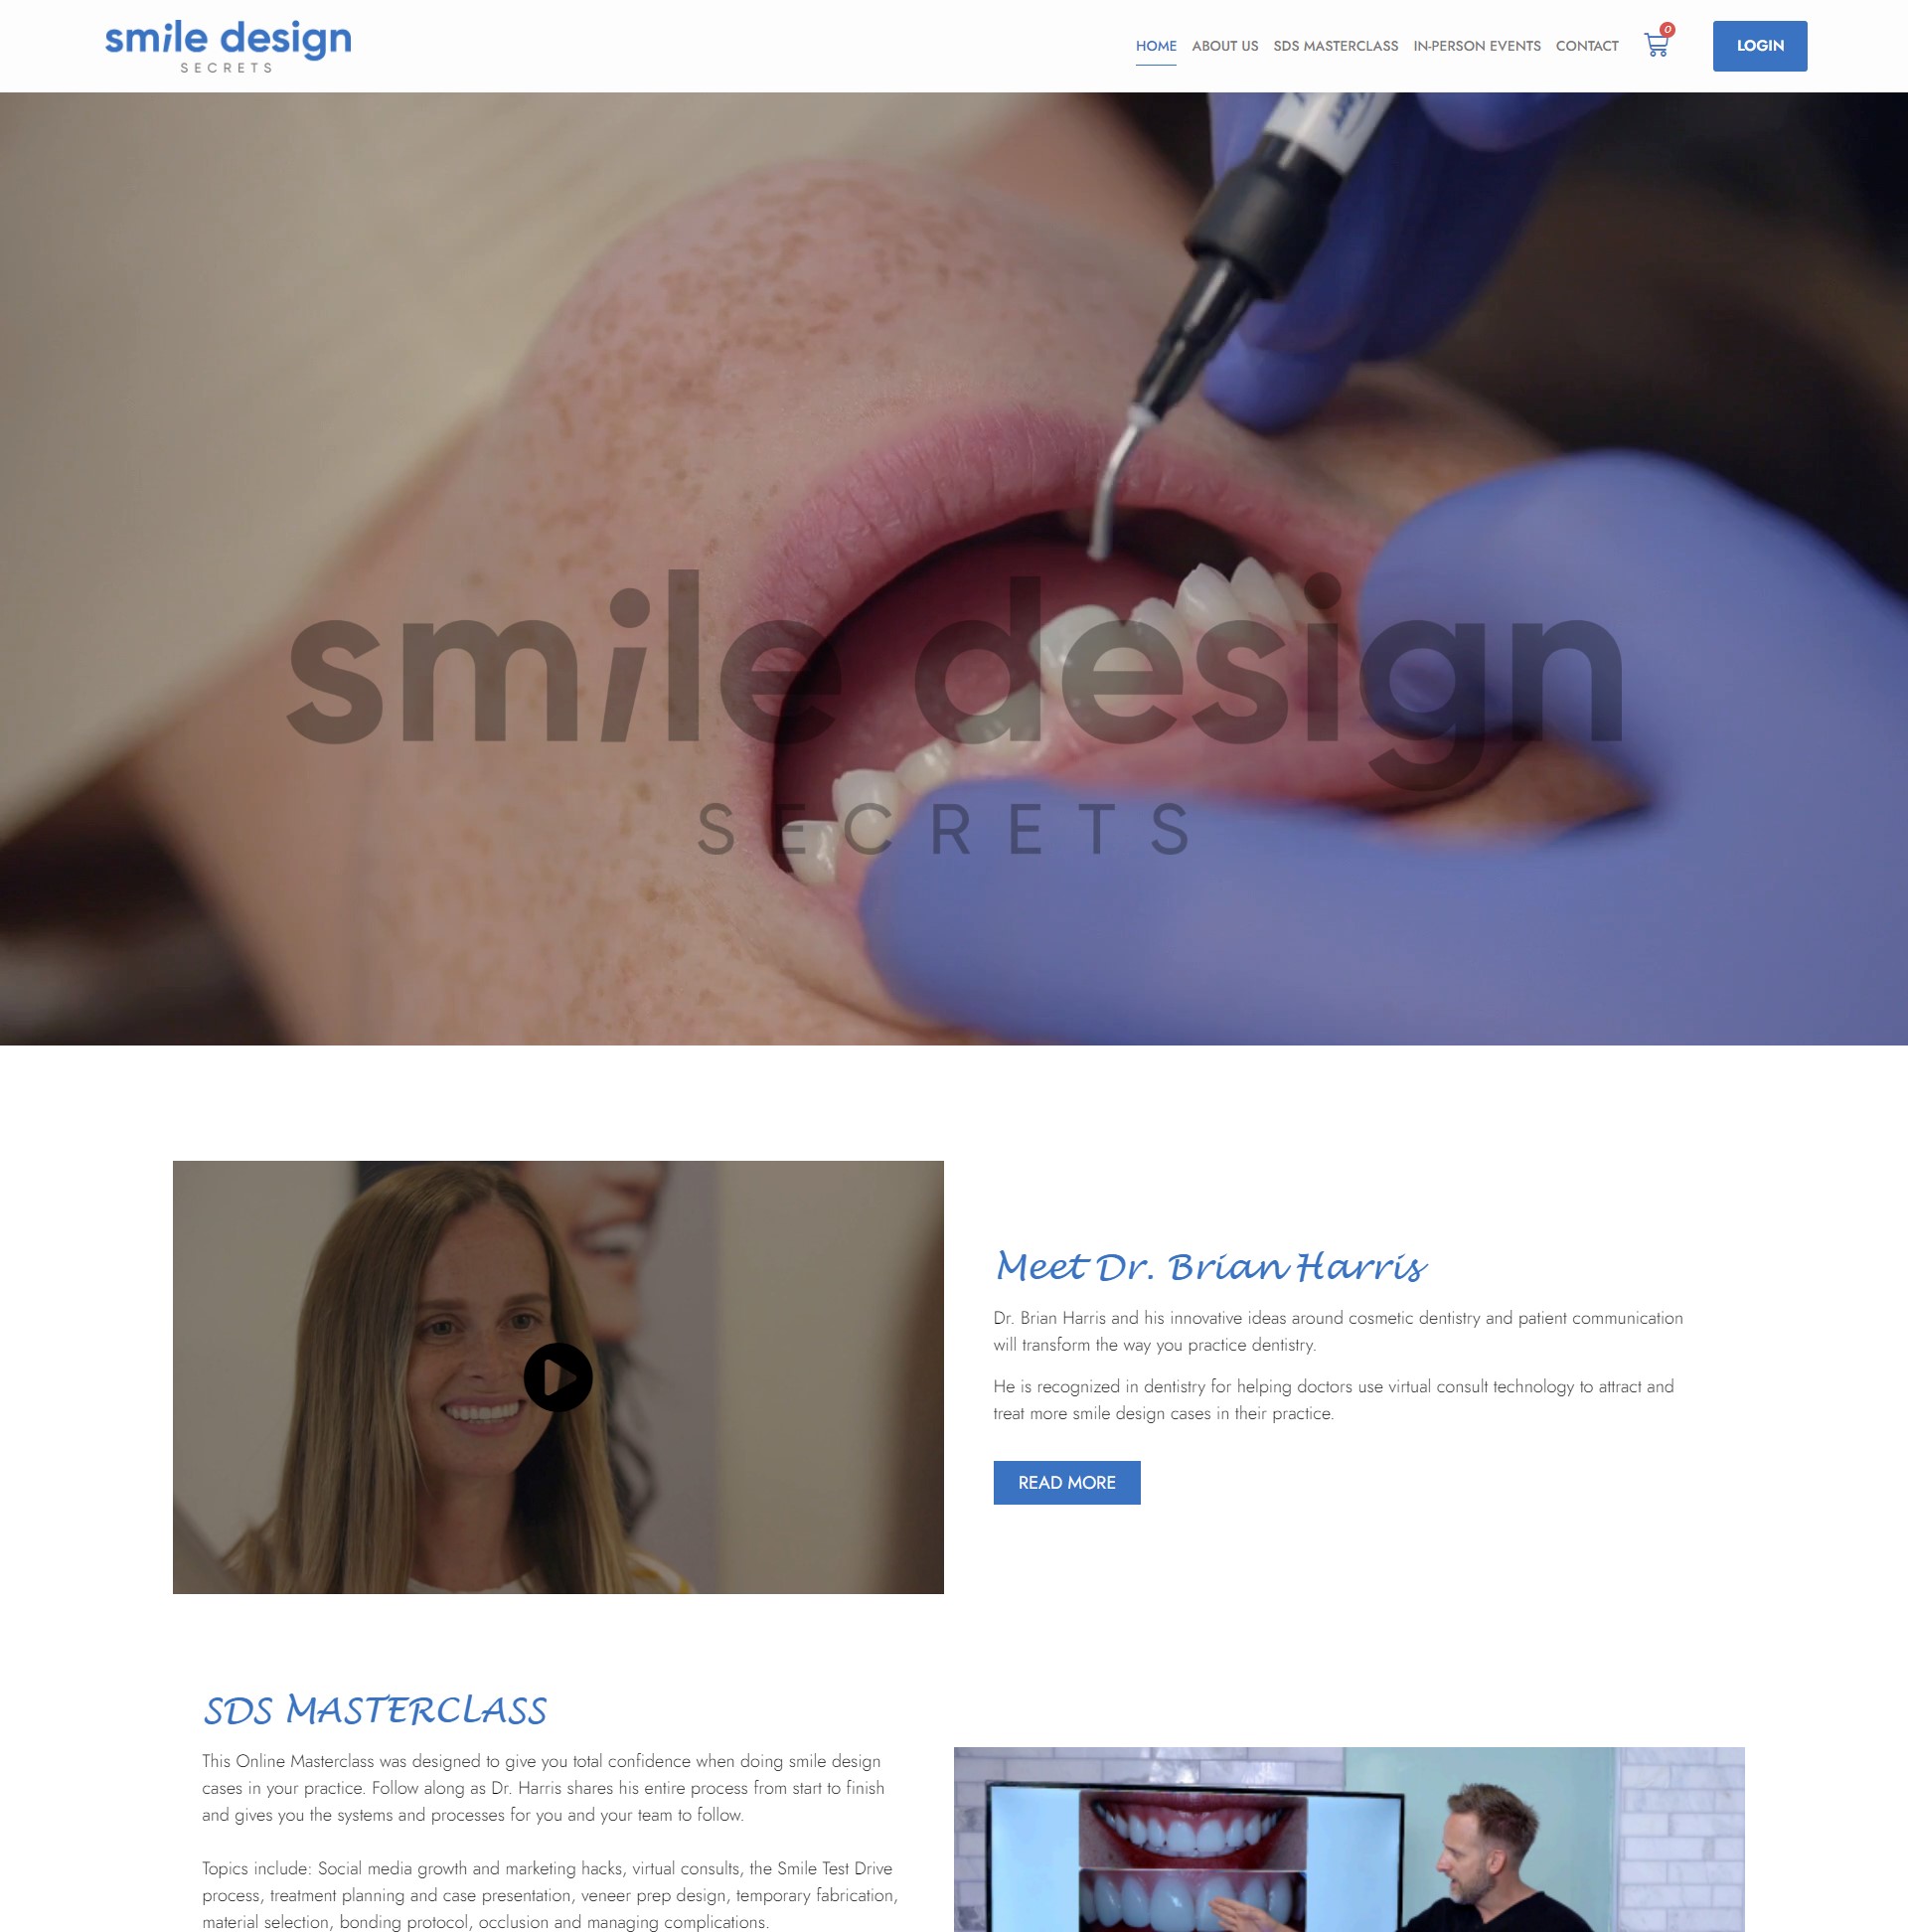 smile design
SECRETS
HOME ABOUT US SDS MASTERCLASS IN-PERSON EVENTS CONTACT 0 LOGIN
smile design
SECRETS
Meet Dr. Brian Harris
Dr. Brian Harris and his innovative ideas around cosmetic dentistry and patient communication
will transform the way you practice dentistry.
He is recognized in dentistry for helping doctors use virtual consult technology to attract and
treat more smile design cases in their practice.
READ MORE
SDS MASTERCLASS
This Online Masterclass was designed to give you total confidence when doing smile design
cases in your practice. Follow along as Dr. Harris shares his entire process from start to finish
and gives you the systems and processes for you and your team to follow.
Topics include: Social media growth and marketing hacks, virtual consults, the Smile Test Drive
process, treatment planning and case presentation, veneer prep design, temporary fabrication,
material selection, bonding protocol, occlusion and managing complications.